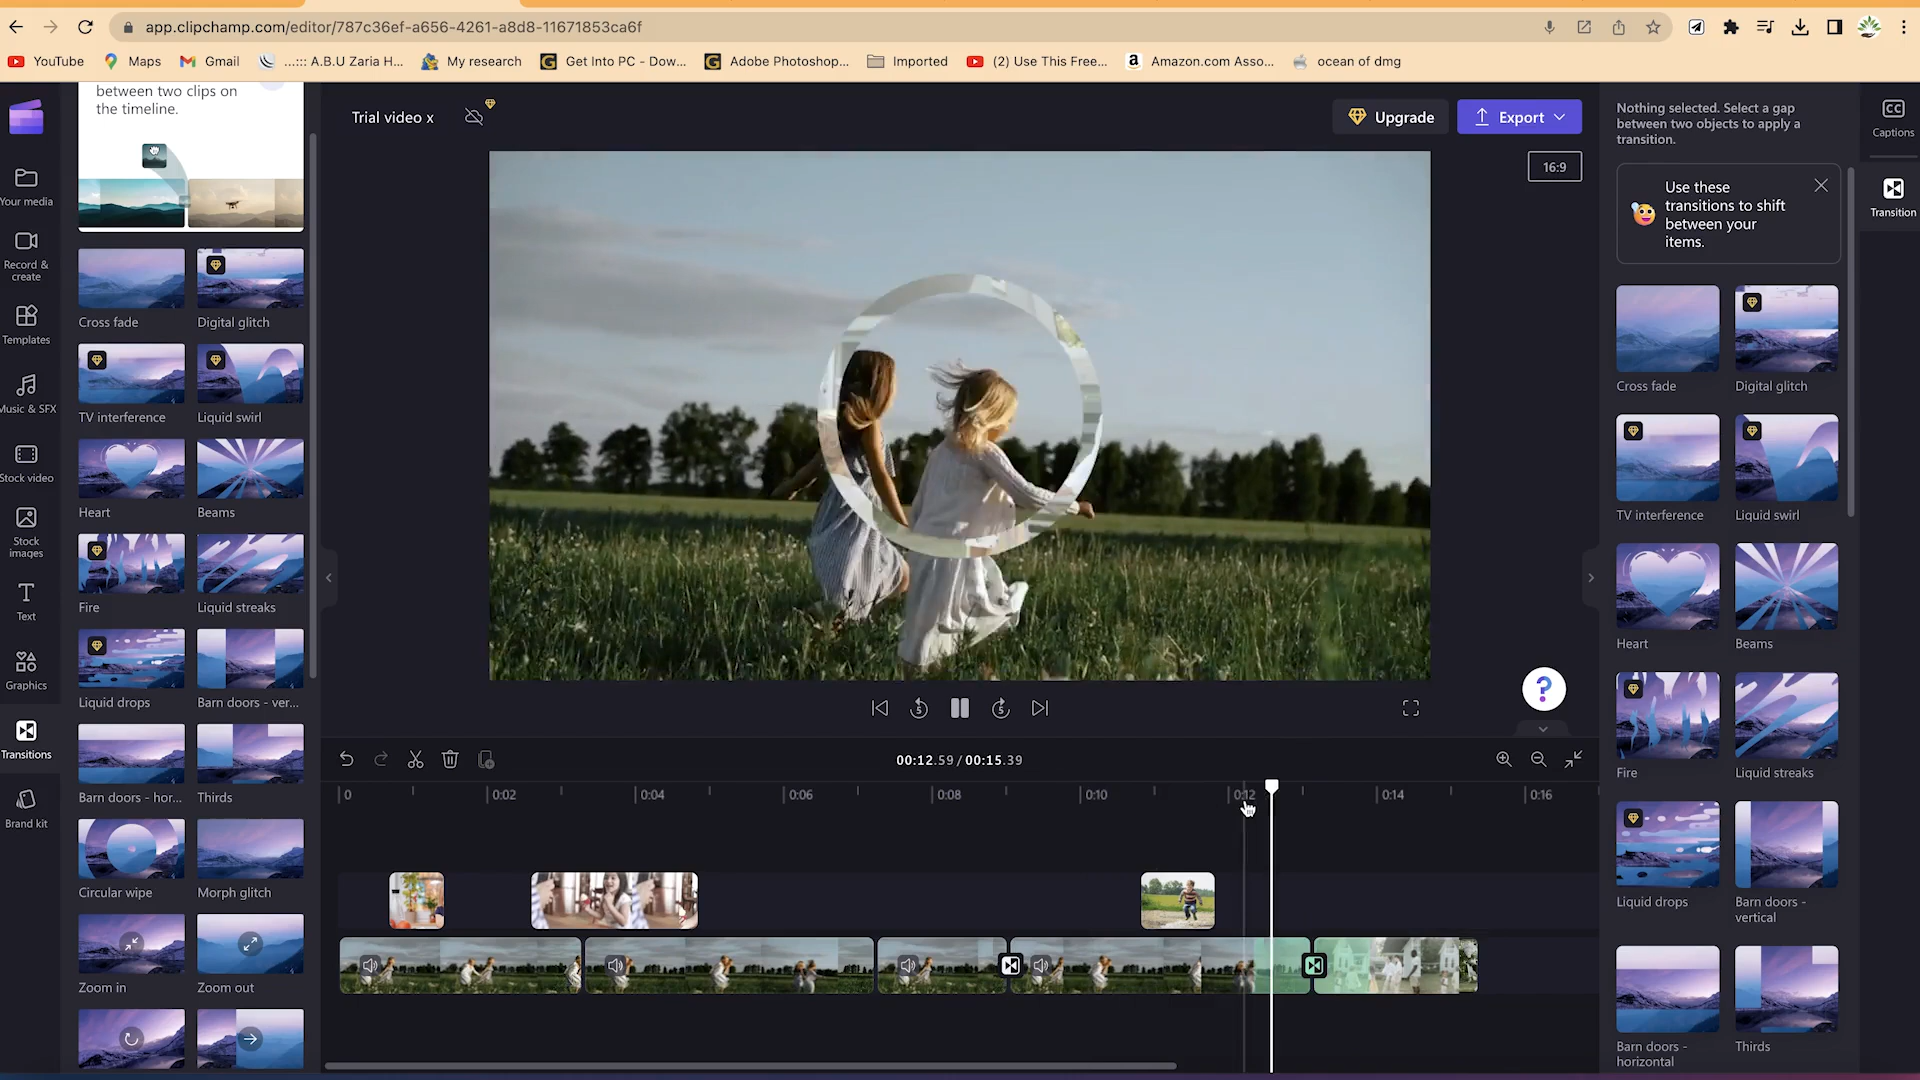 app.clipchamp.com/editor/787c36ef-a656-4261-a8d8-11671853ca6f
YouTube
Maps
Gmail
...::: A.B.U Zaria H...
My research
Get Into PC - Dow...
Adobe Photoshop...
Imported
(2) Use This Free...
Amazon.com Asso...
ocean of dmg
Your media
Record &
create
Templates
Music & SFX
Stock video
Stock
images
Text
Graphics
Transitions
Brand kit
between two clips on
the timeline.
Cross fade
Digital glitch
TV interference
Liquid swirl
Heart
Beams
Fire
Liquid streaks
Liquid drops
Barn doors - ver...
Barn doors - hor...
Thirds
Circular wipe
Morph glitch
Zoom in
Zoom out
Trial video x
Upgrade
Export
16:9
5
5
?
00:12.59 / 00:15.39
0
0:02
0:04
0:06
0:08
0:10
0:12
0:14
0:16
Nothing selected. Select a gap
between two objects to apply a
transition.
Use these
transitions to shift
between your
items.
Cross fade
Digital glitch
TV interference
Liquid swirl
Heart
Beams
Fire
Liquid streaks
Liquid drops
Barn doors -
vertical
Barn doors -
horizontal
Thirds
CC
Captions
Transition